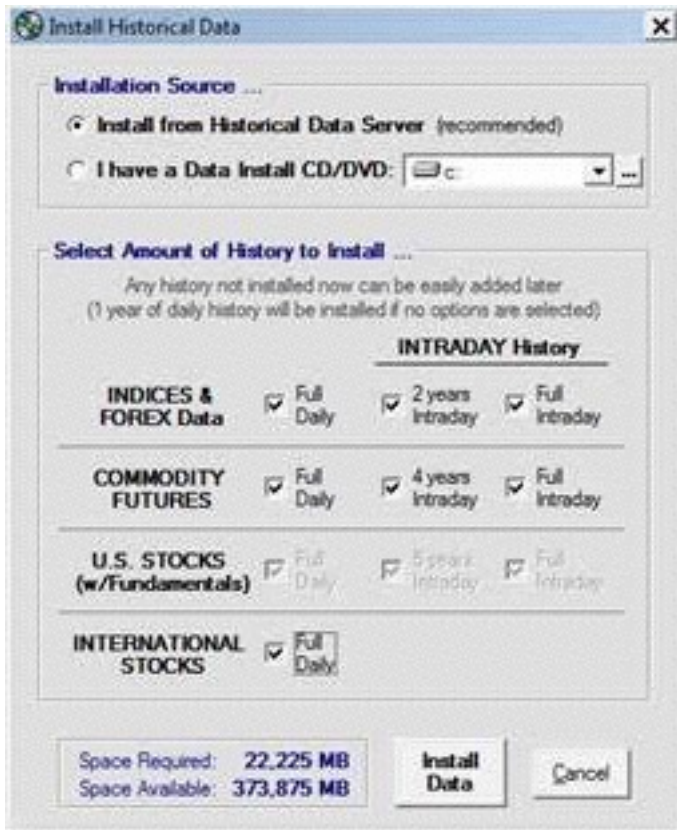 Install Historical Data
Installation Source ...
Install from Historical Data Server (recommended)
I have a Data Install CD/DVD: c:
Select Amount of History to Install ...
Any history not installed now can be easily added later
(1 year of daily history will be installed if no options are selected)
INTRADAY History
INDICES & FOREX Data
Full Daily
2 years Intraday
Full Intraday
COMMODITY FUTURES
Full Daily
4 years Intraday
Full Intraday
U.S. STOCKS (w/Fundamentals)
Full Daily
5 years Intraday
Full Intraday
INTERNATIONAL STOCKS
Full Daily
Space Required: 22,225 MB
Space Available: 373,875 MB
Install Data
Cancel